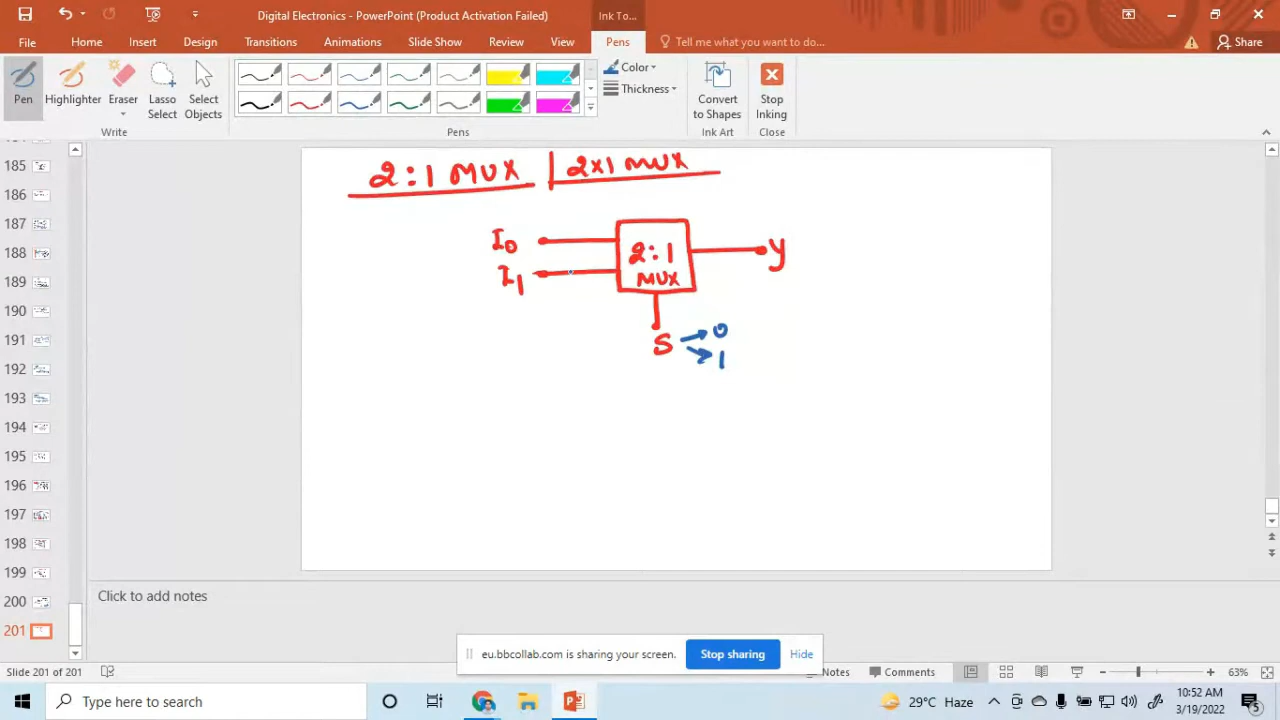 Digital Electronics - PowerPoint (Product Activation Failed)
Ink To...
File Home Insert Design Transitions Animations Slide Show Review View Pens Tell me what you want to do... Share
Pen Highlighter Eraser Lasso Select Select Objects
Color
Thickness
Convert to Shapes
Stop Inking
Write Pens Ink Art Close
185
186
187
188
189
190
191
192
193
194
195
196
197
198
199
200
201
2:1 MUX | 2x1 MUX
I0
I1
2:1
MUX
y
S
0
1
Click to add notes
eu.bbcollab.com is sharing your screen. Stop sharing Hide
Slide 201 of 201 Notes Comments 63%
Type here to search
29°C Haze
10:52 AM
3/19/2022
5